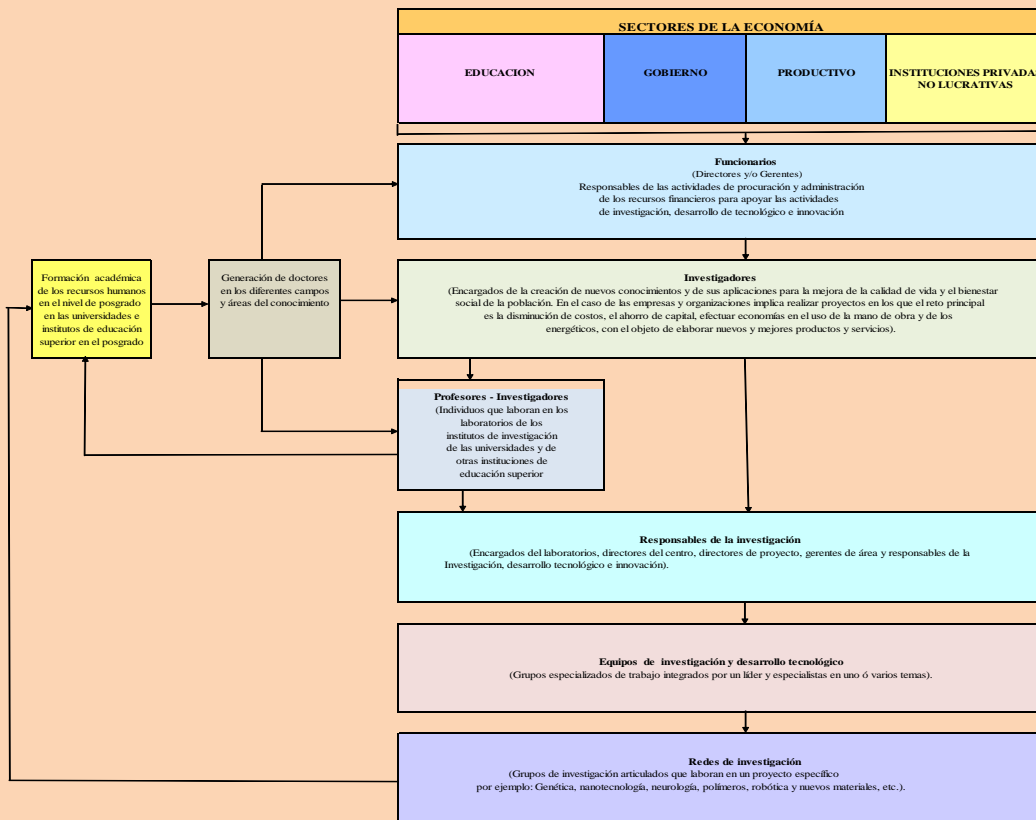 SECTORES DE LA ECONOMÍA
EDUCACION
GOBIERNO
PRODUCTIVO
INSTITUCIONES PRIVADA
NO LUCRATIVAS
Funcionarios
(Directores y/o Gerentes)
Responsables de las actividades de procuración y administración
de los recursos financieros para apoyar las actividades
de investigación, desarrollo de tecnológico e innovación
Formación académica
de los recursos humanos
en el nivel de posgrado
en las universidades e
institutos de educación
superior en el posgrado
Generación de doctores
en los diferentes campos
y áreas del conocimiento
Investigadores
(Encargados de la creación de nuevos conocimientos y de sus aplicaciones para la mejora de la calidad de vida y el bienestar
social de la población. En el caso de las empresas y organizaciones implica realizar proyectos en los que el reto principal
es la disminución de costos, el ahorro de capital, efectuar economías en el uso de la mano de obra y de los
energéticos, con el objeto de elaborar nuevos y mejores productos y servicios).
Profesores - Investigadores
(Individuos que laboran en los
laboratorios de los
institutos de investigación
de las universidades y de
otras instituciones de
educación superior
Responsables de la investigación
(Encargados del laboratorios, directores del centro, directores de proyecto, gerentes de área y responsables de la
Investigación, desarrollo tecnológico e innovación).
Equipos de investigación y desarrollo tecnológico
(Grupos especializados de trabajo integrados por un líder y especialistas en uno ó varios temas).
Redes de investigación
(Grupos de investigación articulados que laboran en un proyecto específico
por ejemplo: Genética, nanotecnología, neurología, polímeros, robótica y nuevos materiales, etc.).